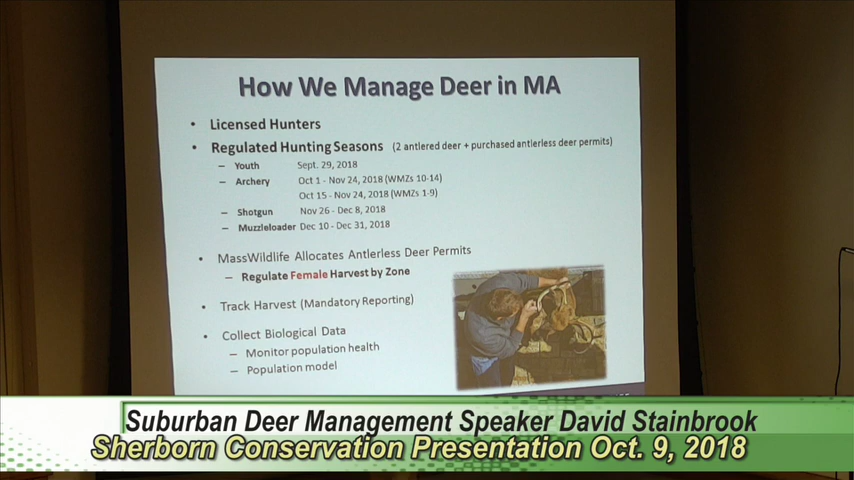 How We Manage Deer in MA
• Licensed Hunters
• Regulated Hunting Seasons (2 antlered deer + purchased antlerless deer permits)
– Youth Sept. 29, 2018
– Archery Oct 1 - Nov 24, 2018 (WMZs 10-14)
Oct 15 - Nov 24, 2018 (WMZs 1-9)
– Shotgun Nov 26 - Dec 8, 2018
– Muzzleloader Dec 10 - Dec 31, 2018
• MassWildlife Allocates Antlerless Deer Permits
– Regulate Female Harvest by Zone
• Track Harvest (Mandatory Reporting)
• Collect Biological Data
– Monitor population health
– Population model
Suburban Deer Management Speaker David Stainbrook
Sherborn Conservation Presentation Oct. 9, 2018